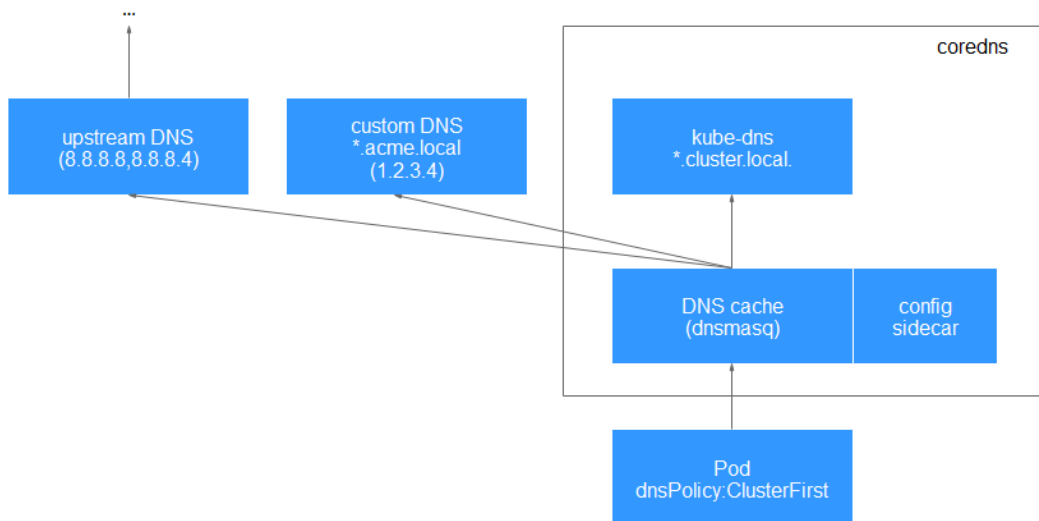 ...
coredns
upstream DNS
(8.8.8.8,8.8.8.4)
custom DNS
*.acme.local
(1.2.3.4)
kube-dns
*.cluster.local.
DNS cache
(dnsmasq)
config
sidecar
Pod
dnsPolicy:ClusterFirst